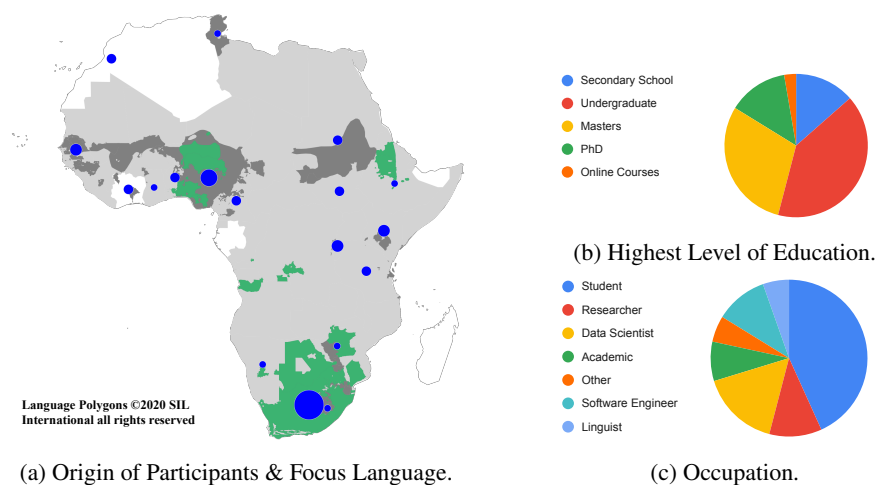 Language Polygons ©2020 SIL
International all rights reserved
(a) Origin of Participants & Focus Language.
Secondary School
Undergraduate
Masters
PhD
Online Courses
(b) Highest Level of Education.
Student
Researcher
Data Scientist
Academic
Other
Software Engineer
Linguist
(c) Occupation.